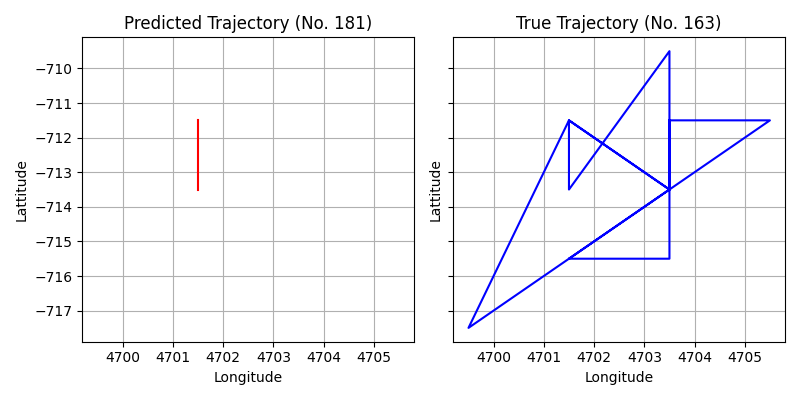 Predicted Trajectory (No. 181)
True Trajectory (No. 163)
Lattitude
−710
−711
−712
−713
−714
−715
−716
−717
4700 4701 4702 4703 4704 4705
Longitude
Lattitude
4700 4701 4702 4703 4704 4705
Longitude